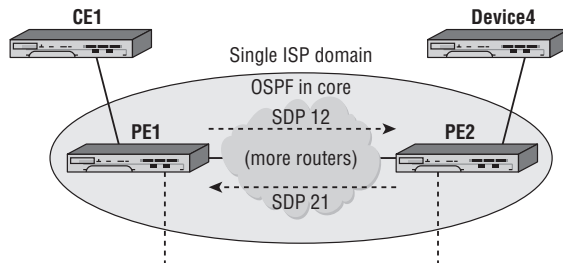 CE1
Device4
Single ISP domain
OSPF in core
SDP 12
PE1
PE2
(more routers)
SDP 21